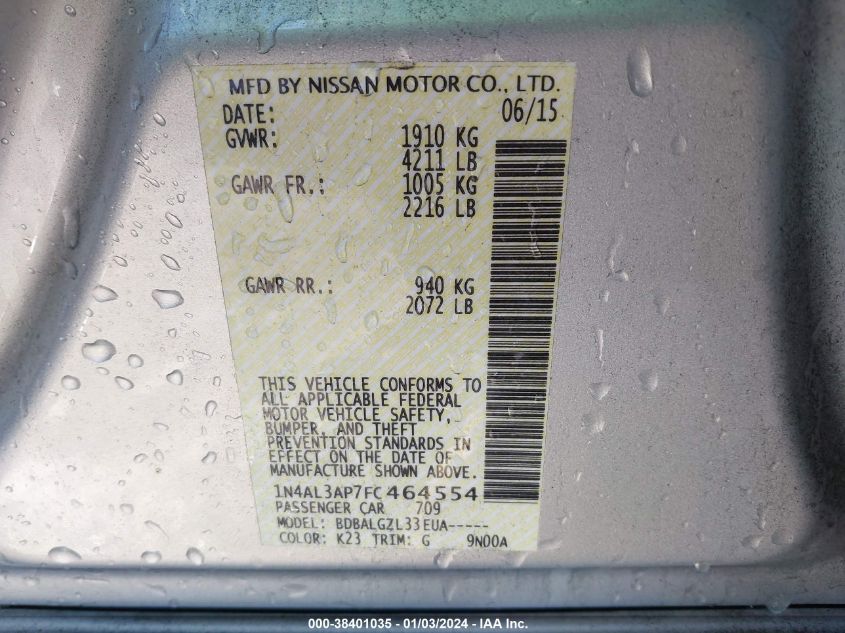 MFD BY NISSAN MOTOR CO., LTD.
DATE: 06/15
GVWR: 1910 KG
4211 LB
GAWR FR.: 1005 KG
2216 LB
GAWR RR.: 940 KG
2072 LB
THIS VEHICLE CONFORMS TO
ALL APPLICABLE FEDERAL
MOTOR VEHICLE SAFETY,
BUMPER, AND THEFT
PREVENTION STANDARDS IN
EFFECT ON THE DATE OF
MANUFACTURE SHOWN ABOVE.
1N4AL3AP7FC464554
PASSENGER CAR 709
MODEL: BDBALGZL33EUA-----
COLOR: K23 TRIM: G 9N00A
000-38401035 - 01/03/2024 - IAA Inc.